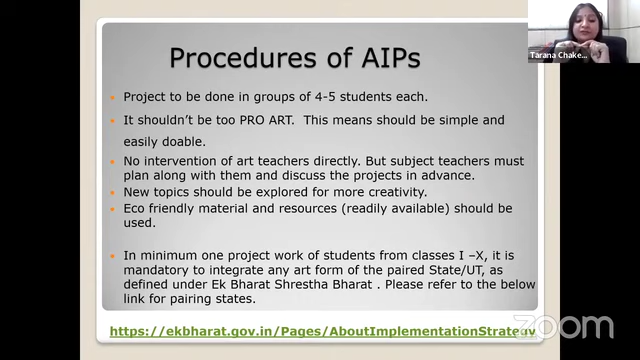 Procedures of AIPs
Tarana Chake...
Project to be done in groups of 4-5 students each.
It shouldn't be too PRO ART. This means should be simple and
easily doable.
No intervention of art teachers directly. But subject teachers must
plan along with them and discuss the projects in advance.
New topics should be explored for more creativity.
Eco friendly material and resources (readily available) should be
used.
In minimum one project work of students from classes I –X, it is
mandatory to integrate any art form of the paired State/UT, as
defined under Ek Bharat Shrestha Bharat . Please refer to the below
link for pairing states.
https://ekbharat.gov.in/Pages/AboutImplementationStrategy
zoom